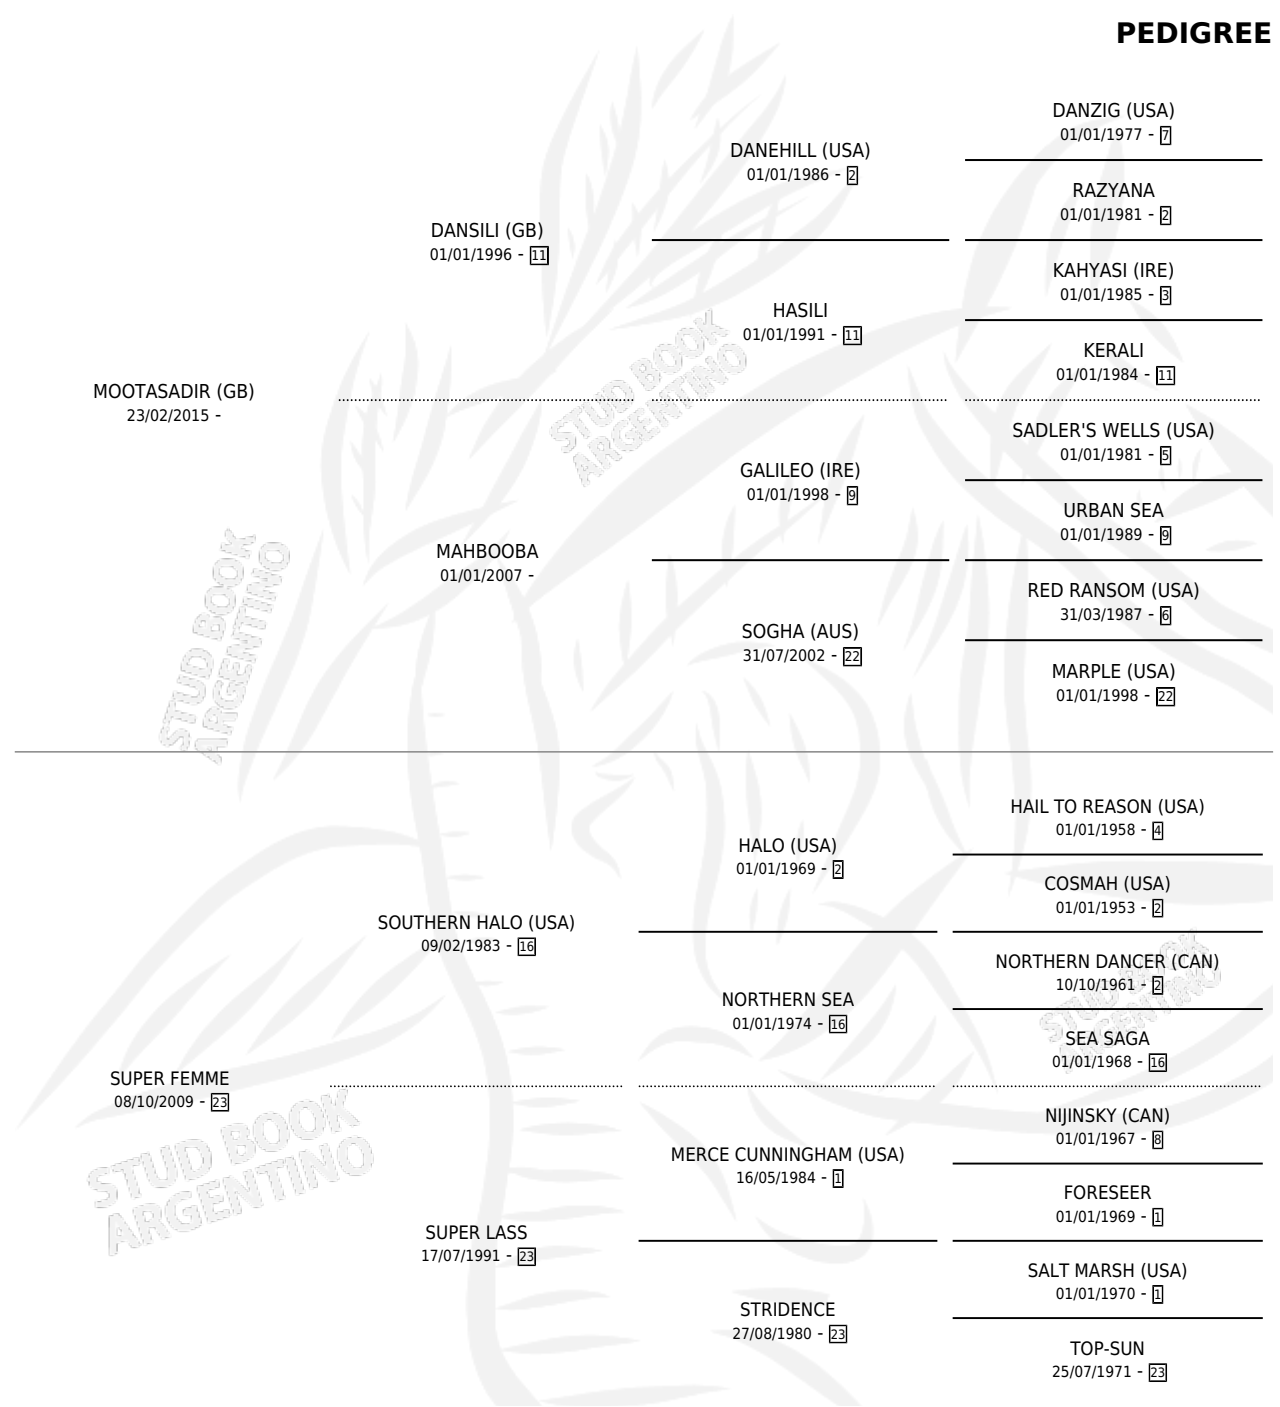 PEDIGREE
DANZIG (USA)
01/01/1977 - 7
DANEHILL (USA)
01/01/1986 - 2
RAZYANA
01/01/1981 - 2
DANSILI (GB)
01/01/1996 - 11
KAHYASI (IRE)
01/01/1985 - 3
HASILI
01/01/1991 - 11
KERALI
01/01/1984 - 11
MOOTASADIR (GB)
23/02/2015 -
SADLER'S WELLS (USA)
01/01/1981 - 5
GALILEO (IRE)
01/01/1998 - 9
URBAN SEA
01/01/1989 - 9
MAHBOOBA
01/01/2007 -
RED RANSOM (USA)
31/03/1987 - 6
SOGHA (AUS)
31/07/2002 - 22
MARPLE (USA)
01/01/1998 - 22
HAIL TO REASON (USA)
01/01/1958 - 4
HALO (USA)
01/01/1969 - 2
COSMAH (USA)
01/01/1953 - 2
SOUTHERN HALO (USA)
09/02/1983 - 16
NORTHERN DANCER (CAN)
10/10/1961 - 2
NORTHERN SEA
01/01/1974 - 16
SEA SAGA
01/01/1968 - 16
SUPER FEMME
08/10/2009 - 23
NIJINSKY (CAN)
01/01/1967 - 8
MERCE CUNNINGHAM (USA)
16/05/1984 - 1
FORESEER
01/01/1969 - 1
SUPER LASS
17/07/1991 - 23
SALT MARSH (USA)
01/01/1970 - 1
STRIDENCE
27/08/1980 - 23
TOP-SUN
25/07/1971 - 23
STUD BOOK
ARGENTINO
STUD BOOK
ARGENTINO
STUD BOOK
ARGENTINO
STUD BOOK
ARGENTINO